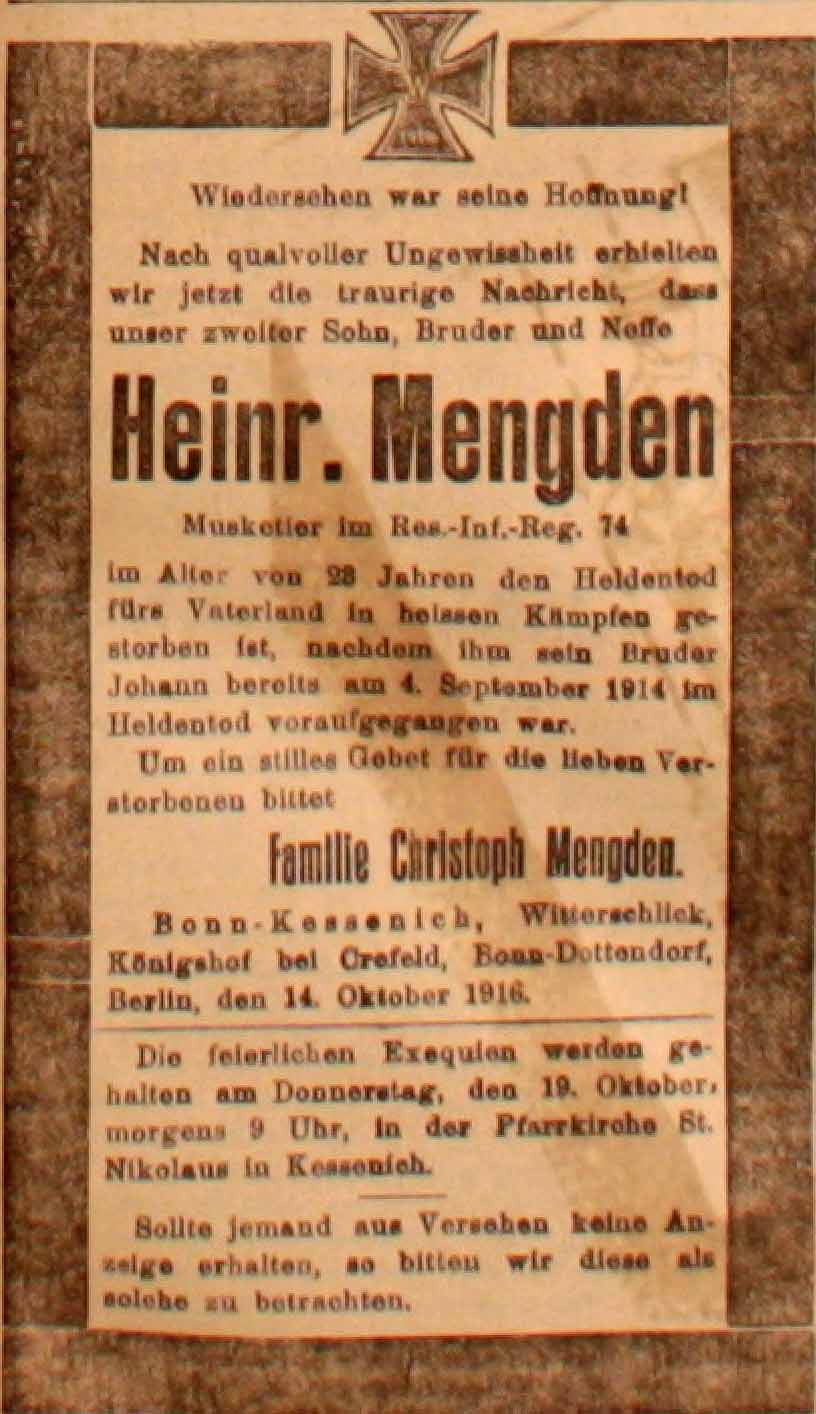 W
1914
Wiedersehen war seine Hoffnung!
Nach qualvoller Ungewissheit erhielten
wir jetzt die traurige Nachricht, dass
unser zweiter Sohn, Bruder und Neffe
Heinr. Mengden
Musketier im Res.-Inf.-Reg. 74
im Alter von 23 Jahren den Heldentod
fürs Vaterland in heissen Kämpfen ge-
storben ist, nachdem ihm sein Bruder
Johann bereits am 4. September 1914 im
Heldentod voraufgegangen war.
Um ein stilles Gebet für die lieben Ver-
storbenen bittet
Familie Christoph Mengden.
Bonn-Kessenich, Witterschlick,
Königshof bei Crefeld, Bonn-Dottendorf,
Berlin, den 14. Oktober 1916.
Die feierlichen Exequien werden ge-
halten am Donnerstag, den 19. Oktober,
morgens 9 Uhr, in der Pfarrkirche St.
Nikolaus in Kessenich.
Sollte jemand aus Versehen keine An-
zeige erhalten, so bitten wir diese als
solche zu betrachten.